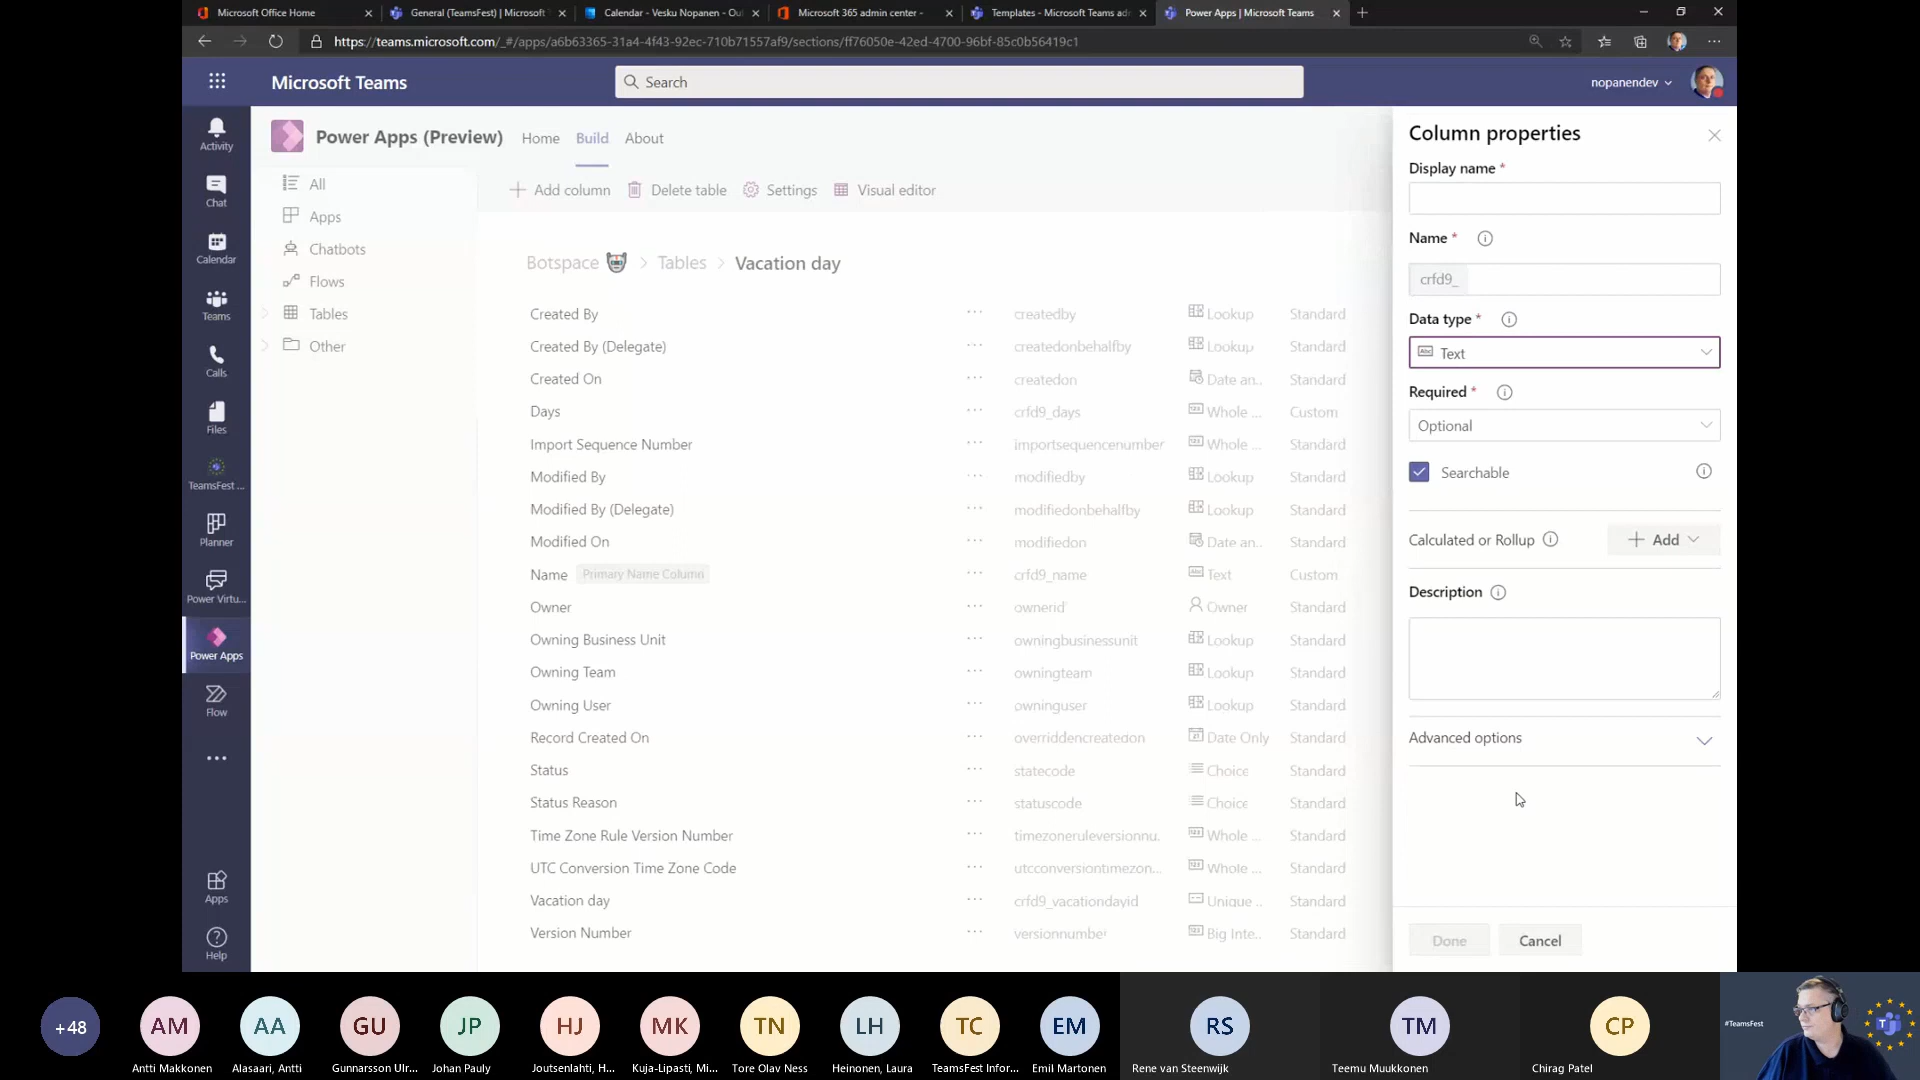 Microsoft Office Home
General (TeamsFest) | Microsoft
Calendar - Vesku Nopanen - Ou
Microsoft 365 admin center -
Templates - Microsoft Teams ad
Power Apps | Microsoft Teams
https://teams.microsoft.com/_#/apps/a6b63365-31a4-4f43-92ec-710b71557af9/sections/ff76050e-42ed-4700-96bf-85c0b56419c1
Microsoft Teams
Search
nopanendev
Activity
Chat
Calendar
Teams
Calls
Files
TeamsFest ...
Planner
Power Virtu...
Power Apps
Flow
Apps
Help
Power Apps (Preview)
Home
Build
About
All
Apps
Chatbots
Flows
Tables
Other
Add column
Delete table
Settings
Visual editor
Botspace > Tables > Vacation day
Created By ... createdby Lookup Standard
Created By (Delegate) ... createdonbehalfby Lookup Standard
Created On ... createdon Date an... Standard
Days ... crfd9_days Whole ... Custom
Import Sequence Number ... importsequencenumber Whole ... Standard
Modified By ... modifiedby Lookup Standard
Modified By (Delegate) ... modifiedonbehalfby Lookup Standard
Modified On ... modifiedon Date an... Standard
Name Primary Name Column ... crfd9_name Text Custom
Owner ... ownerid Owner Standard
Owning Business Unit ... owningbusinessunit Lookup Standard
Owning Team ... owningteam Lookup Standard
Owning User ... owninguser Lookup Standard
Record Created On ... overriddencreatedon Date Only Standard
Status ... statecode Choice Standard
Status Reason ... statuscode Choice Standard
Time Zone Rule Version Number ... timezoneruleversionnu... Whole ... Standard
UTC Conversion Time Zone Code ... utcconversiontimezon... Whole ... Standard
Vacation day ... crfd9_vacationdayid Unique ... Standard
Version Number ... versionnumber Big Inte... Standard
Column properties
Display name *
Name *
crfd9_
Data type *
Abc Text
Required *
Optional
Searchable
Calculated or Rollup
Add
Description
Advanced options
Done
Cancel
+48
AM
AA
GU
JP
HJ
MK
TN
LH
TC
EM
RS
TM
CP
Antti Makkonen
Alasaari, Antti
Gunnarsson Ulr...
Johan Pauly
Joutsenlahti, H...
Kuja-Lipasti, Mi...
Tore Olav Ness
Heinonen, Laura
TeamsFest Infor...
Emil Martonen
Rene van Steenwijk
Teemu Muukkonen
Chirag Patel
#TeamsFest